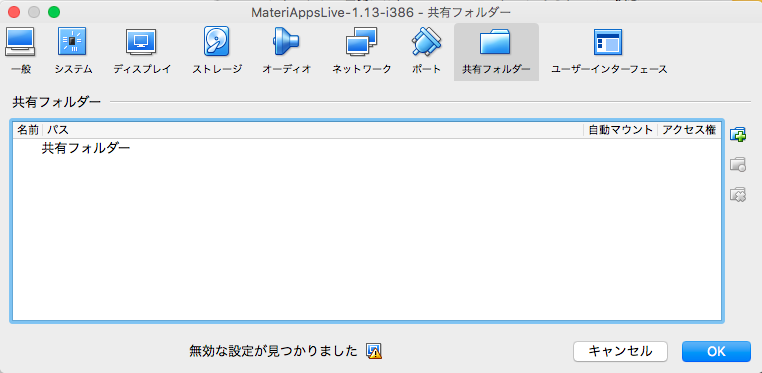 MateriAppsLive-1.13-i386 - 共有フォルダー
一般 システム ディスプレイ ストレージ オーディオ ネットワーク ポート 共有フォルダー ユーザーインターフェース
共有フォルダー
名前 パス 自動マウント アクセス権
共有フォルダー
無効な設定が見つかりました キャンセル OK